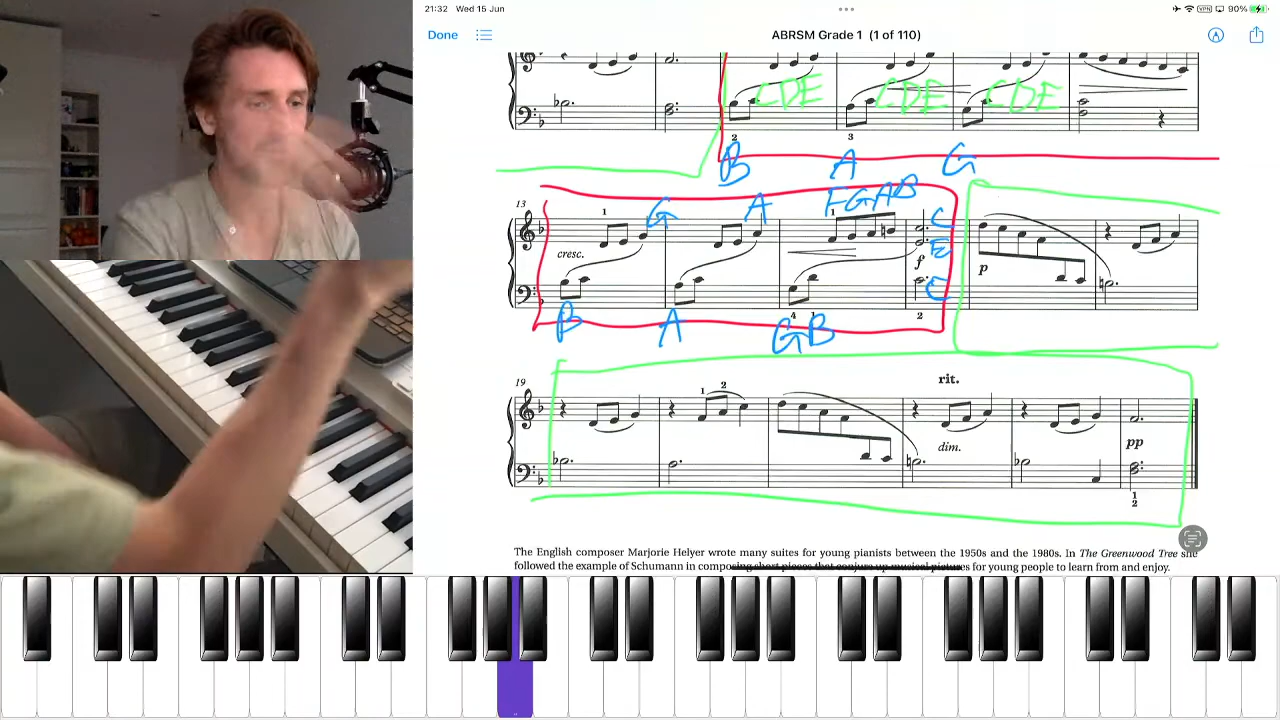 21:32 Wed 15 Jun
VPN 90%
Done
ABRSM Grade 1 (1 of 110)
CDE CDE CDE
2 3
B A G
13
1 G A 1 FGAB C
cresc. E
f p C
4 1 2
B A GB
19
1 2 rit.
dim. pp
1
2
The English composer Marjorie Helyer wrote many suites for young pianists between the 1950s and the 1980s. In The Greenwood Tree she
followed the example of Schumann in composing short pieces that conjure up musical pictures for young people to learn from and enjoy.